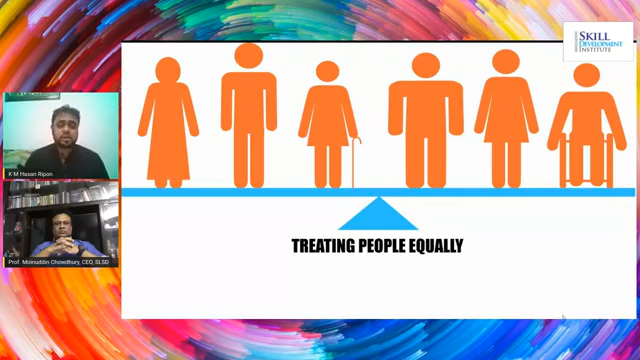 SKILL
DEVELOPMENT
INSTITUTE
K M Hasan Ripon
Prof. Moinuddin Chowdhury, CEO, SLSD
TREATING PEOPLE EQUALLY